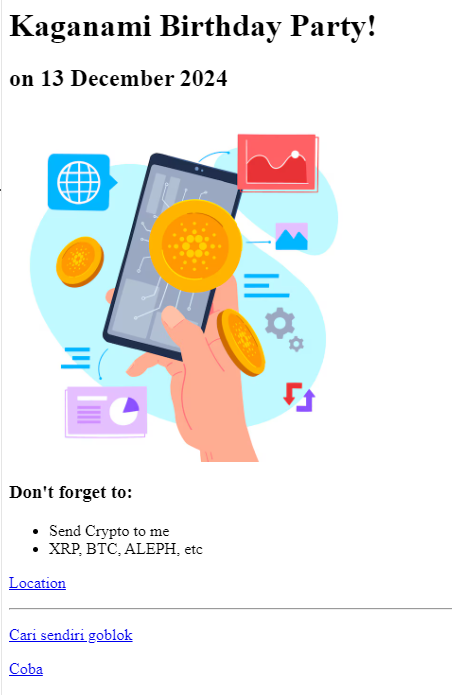 Kaganami Birthday Party!
on 13 December 2024
Don't forget to:
Send Crypto to me
XRP, BTC, ALEPH, etc
Location
Cari sendiri goblok
Coba